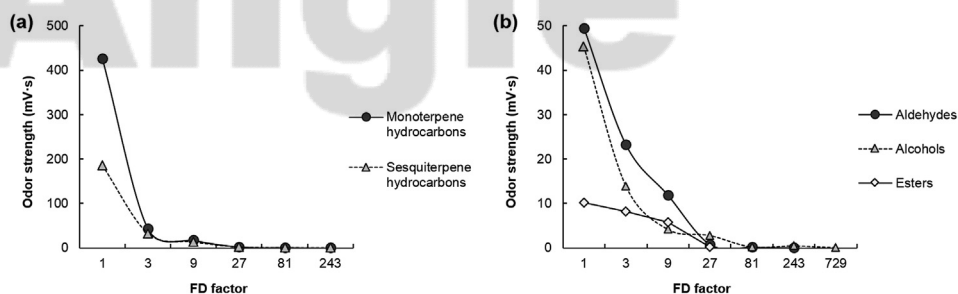 Angle
(a)
500
400
300
200
100
0
Odor strength (mV·s)
1 3 9 27 81 243
FD factor
Monoterpene
hydrocarbons
Sesquiterpene
hydrocarbons
(b)
50
40
30
20
10
0
Odor strength (mV·s)
1 3 9 27 81 243 729
FD factor
Aldehydes
Alcohols
Esters